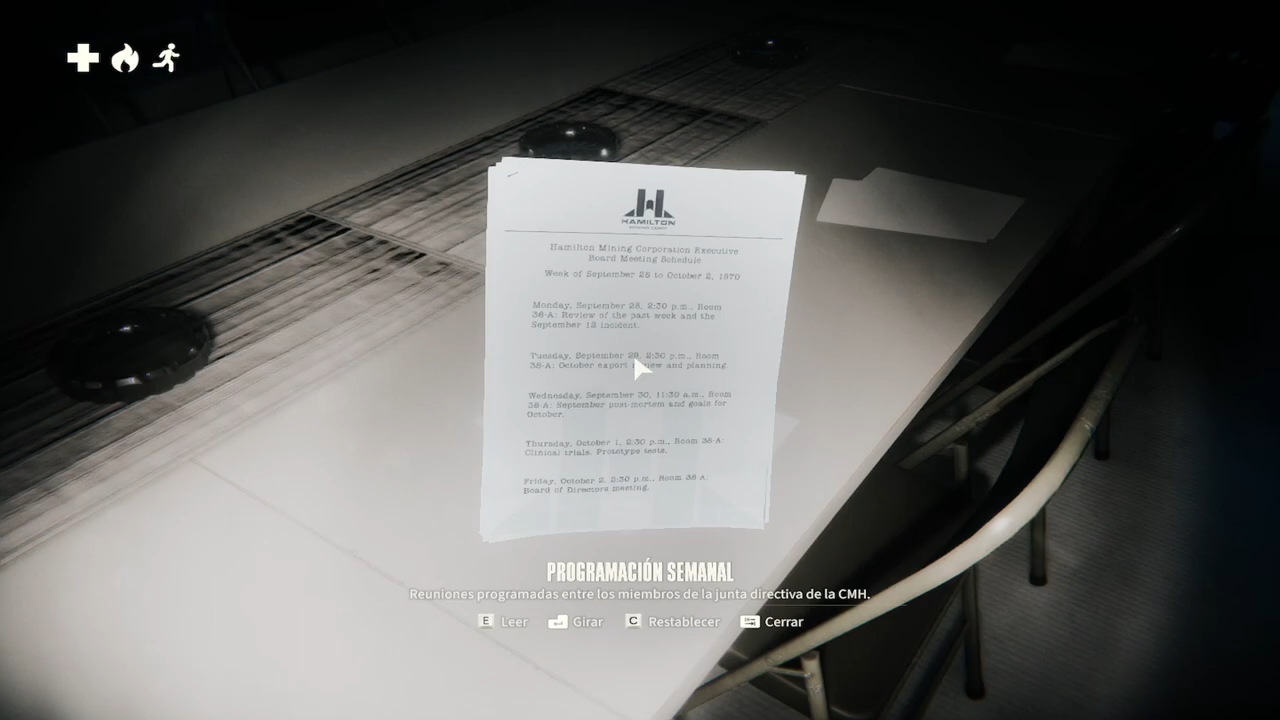 HAMILTON
Hamilton Mining Corporation Executive
Board Meeting Schedule
Week of September 28 to October 2, 1970
Monday, September 28, 2:30 p.m., Room
38-A: Review of the past week and the
September 12 incident.
Tuesday, September 29, 2:30 p.m., Room
38-A: October export and planning.
Wednesday, September 30, 11:30 a.m., Room
38-A: September post-mortem and goals for
October.
Thursday, October 1, 2:30 p.m., Room 38-A:
Clinical trials. Prototype tests.
Friday, October 2, 2:30 p.m., Room 38-A:
Board of Directors meeting.
PROGRAMACIÓN SEMANAL
Reuniones programadas entre los miembros de la junta directiva de la CMH.
E Leer Girar C Restablecer Cerrar